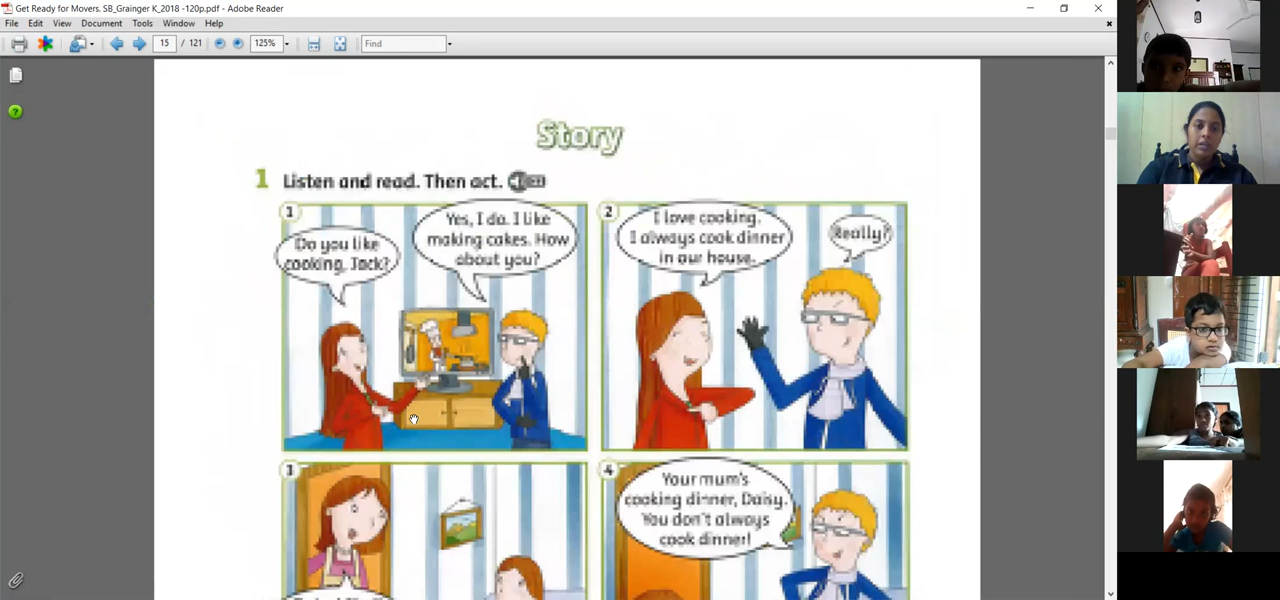 Get Ready for Movers. SB_Grainger K_2018 -120p.pdf - Adobe Reader
File Edit View Document Tools Window Help
15 / 121 125% Find
Story
1 Listen and read. Then act.
1
Do you like
cooking, Jack?
Yes, I do. I like
making cakes. How
about you?
2
I love cooking.
I always cook dinner
in our house.
Really?
3
4
Your mum's
cooking dinner, Daisy.
You don't always
cook dinner!